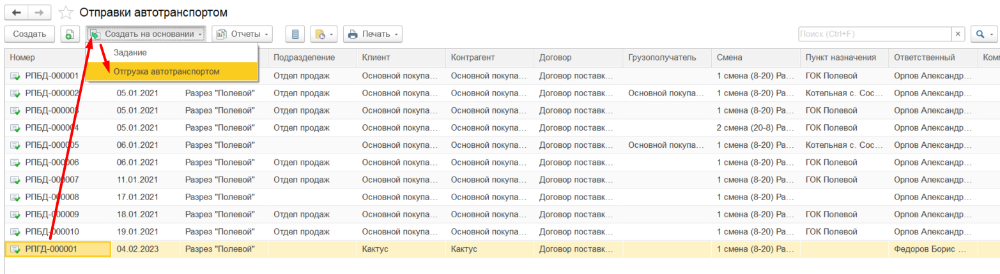 Отправки автотранспортом
Создать Создать на основании Отчеты Печать Поиск (Ctrl+F)
Задание
Отгрузка автотранспортом
Номер Подразделение Клиент Контрагент Договор Грузополучатель Смена Пункт назначения Ответственный Комм
РПБД-000001 Отдел продаж Основной покупа... Основной покупа... Договор поставк... 1 смена (8-20) Ра... ГОК Полевой Орлов Александр...
РПБД-000002 05.01.2021 Разрез "Полевой" Отдел продаж Основной покупа... Основной покупа... Договор поставк... Основной покупа... 1 смена (8-20) Ра... Котельная с. Сос... Орлов Александр...
РПБД-000003 05.01.2021 Разрез "Полевой" Отдел продаж Основной покупа... Основной покупа... Договор поставк... 1 смена (8-20) Ра... ГОК Полевой Орлов Александр...
РПБД-000004 05.01.2021 Разрез "Полевой" Отдел продаж Основной покупа... Основной покупа... Договор поставк... 2 смена (20-8) Ра... ГОК Полевой Орлов Александр...
РПБД-000005 06.01.2021 Разрез "Полевой" Основной покупа... Основной покупа... Договор поставк... Основной покупа... 1 смена (8-20) Ра... Котельная с. Сос... Орлов Александр...
РПБД-000006 06.01.2021 Разрез "Полевой" Отдел продаж Основной покупа... Основной покупа... Договор поставк... 1 смена (8-20) Ра... ГОК Полевой Орлов Александр...
РПБД-000007 11.01.2021 Разрез "Полевой" Отдел продаж Основной покупа... Основной покупа... Договор поставк... 1 смена (8-20) Ра... ГОК Полевой Орлов Александр...
РПБД-000008 17.01.2021 Разрез "Полевой" Основной покупа... Основной покупа... Договор поставк... 1 смена (8-20) Ра... Орлов Александр...
РПБД-000009 18.01.2021 Разрез "Полевой" Отдел продаж Основной покупа... Основной покупа... Договор поставк... 1 смена (8-20) Ра... ГОК Полевой Орлов Александр...
РПБД-000010 19.01.2021 Разрез "Полевой" Отдел продаж Основной покупа... Основной покупа... Договор поставк... 1 смена (8-20) Ра... ГОК Полевой Орлов Александр...
РПГД-000001 04.02.2023 Разрез "Полевой" Кактус Кактус Договор поставк... 1 смена (8-20) Ра... Федоров Борис ...